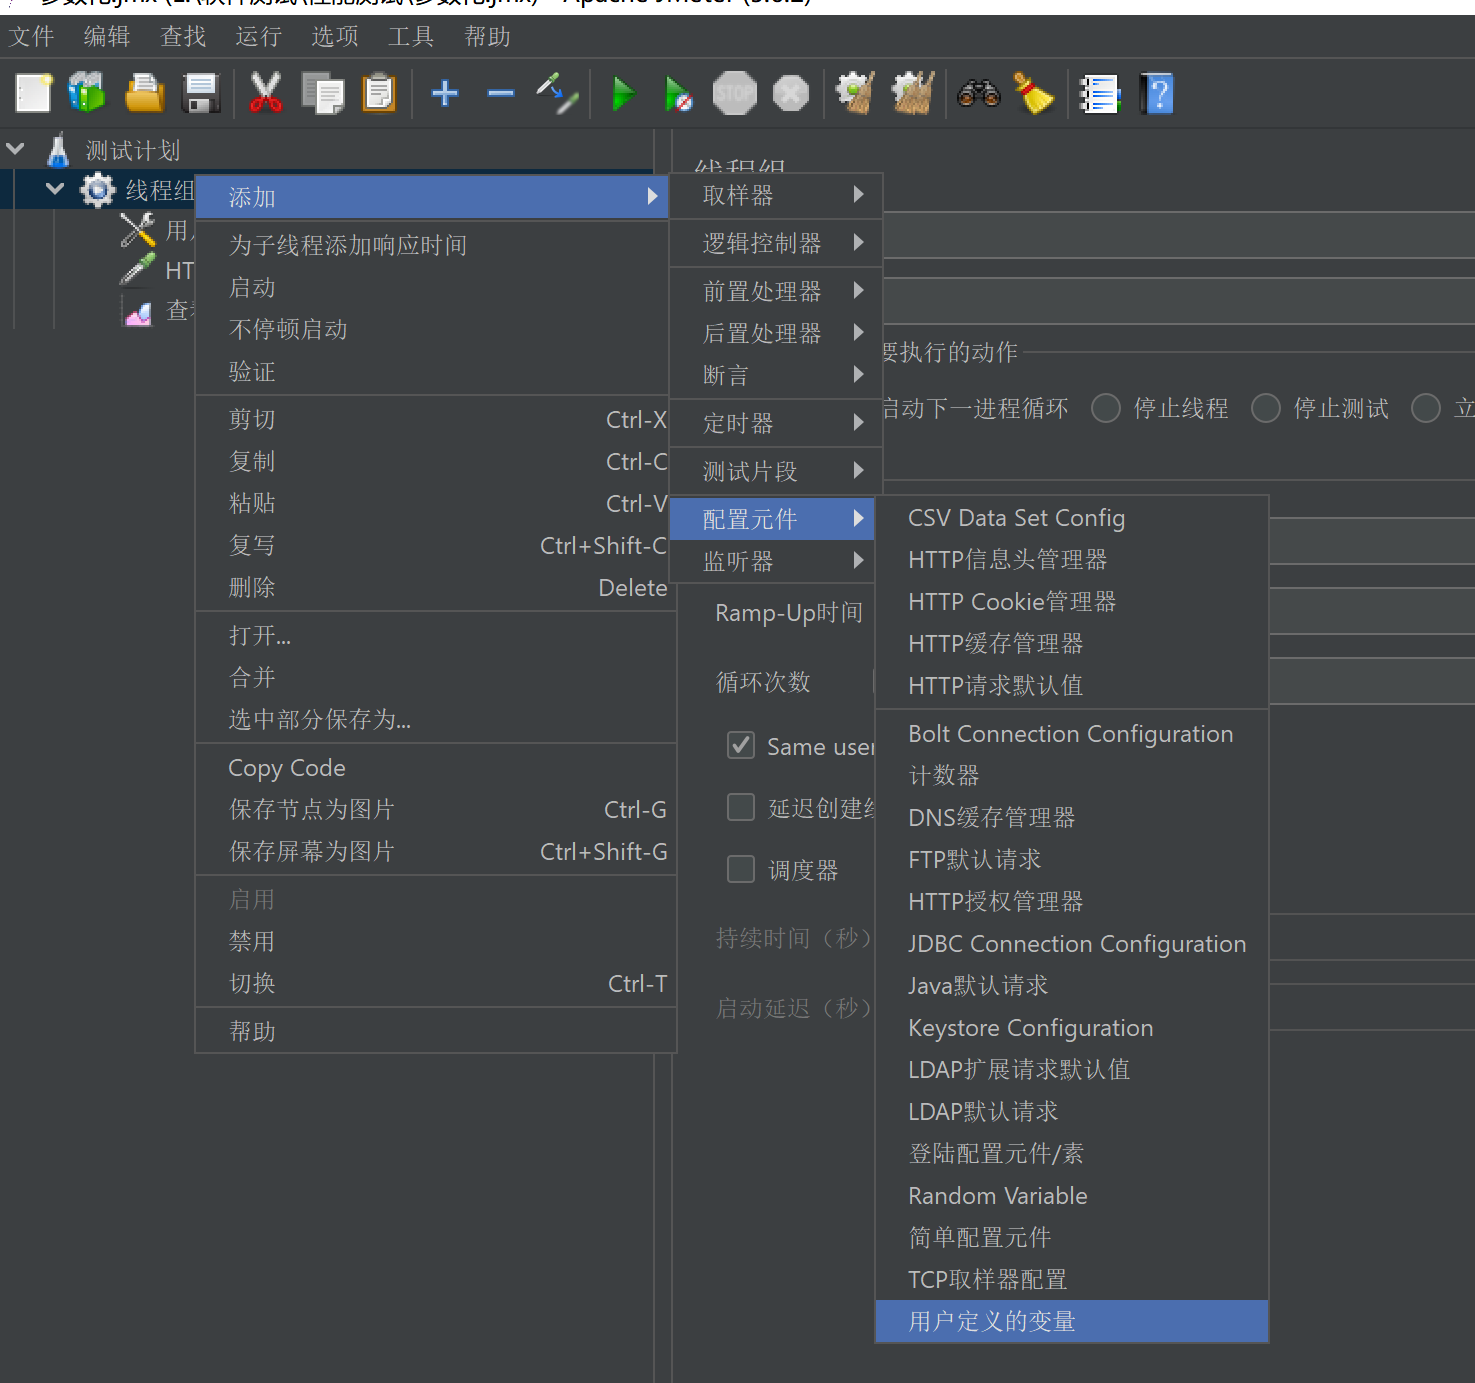 文件 编辑 查找 运行 选项 工具 帮助
测试计划
线程组
添加
为子线程添加响应时间
启动
不停顿启动
验证
剪切 Ctrl-X
复制 Ctrl-C
粘贴 Ctrl-V
复写 Ctrl+Shift-C
删除 Delete
打开...
合并
选中部分保存为...
Copy Code
保存节点为图片 Ctrl-G
保存屏幕为图片 Ctrl+Shift-G
启用
禁用
切换 Ctrl-T
帮助
取样器
逻辑控制器
前置处理器
后置处理器
断言
定时器
测试片段
配置元件
监听器
要执行的动作
启动下一进程循环 停止线程 停止测试 立
Ramp-Up时间
循环次数
Same user
延迟创建线
调度器
持续时间（秒）
启动延迟（秒）
CSV Data Set Config
HTTP信息头管理器
HTTP Cookie管理器
HTTP缓存管理器
HTTP请求默认值
Bolt Connection Configuration
计数器
DNS缓存管理器
FTP默认请求
HTTP授权管理器
JDBC Connection Configuration
Java默认请求
Keystore Configuration
LDAP扩展请求默认值
LDAP默认请求
登陆配置元件/素
Random Variable
简单配置元件
TCP取样器配置
用户定义的变量